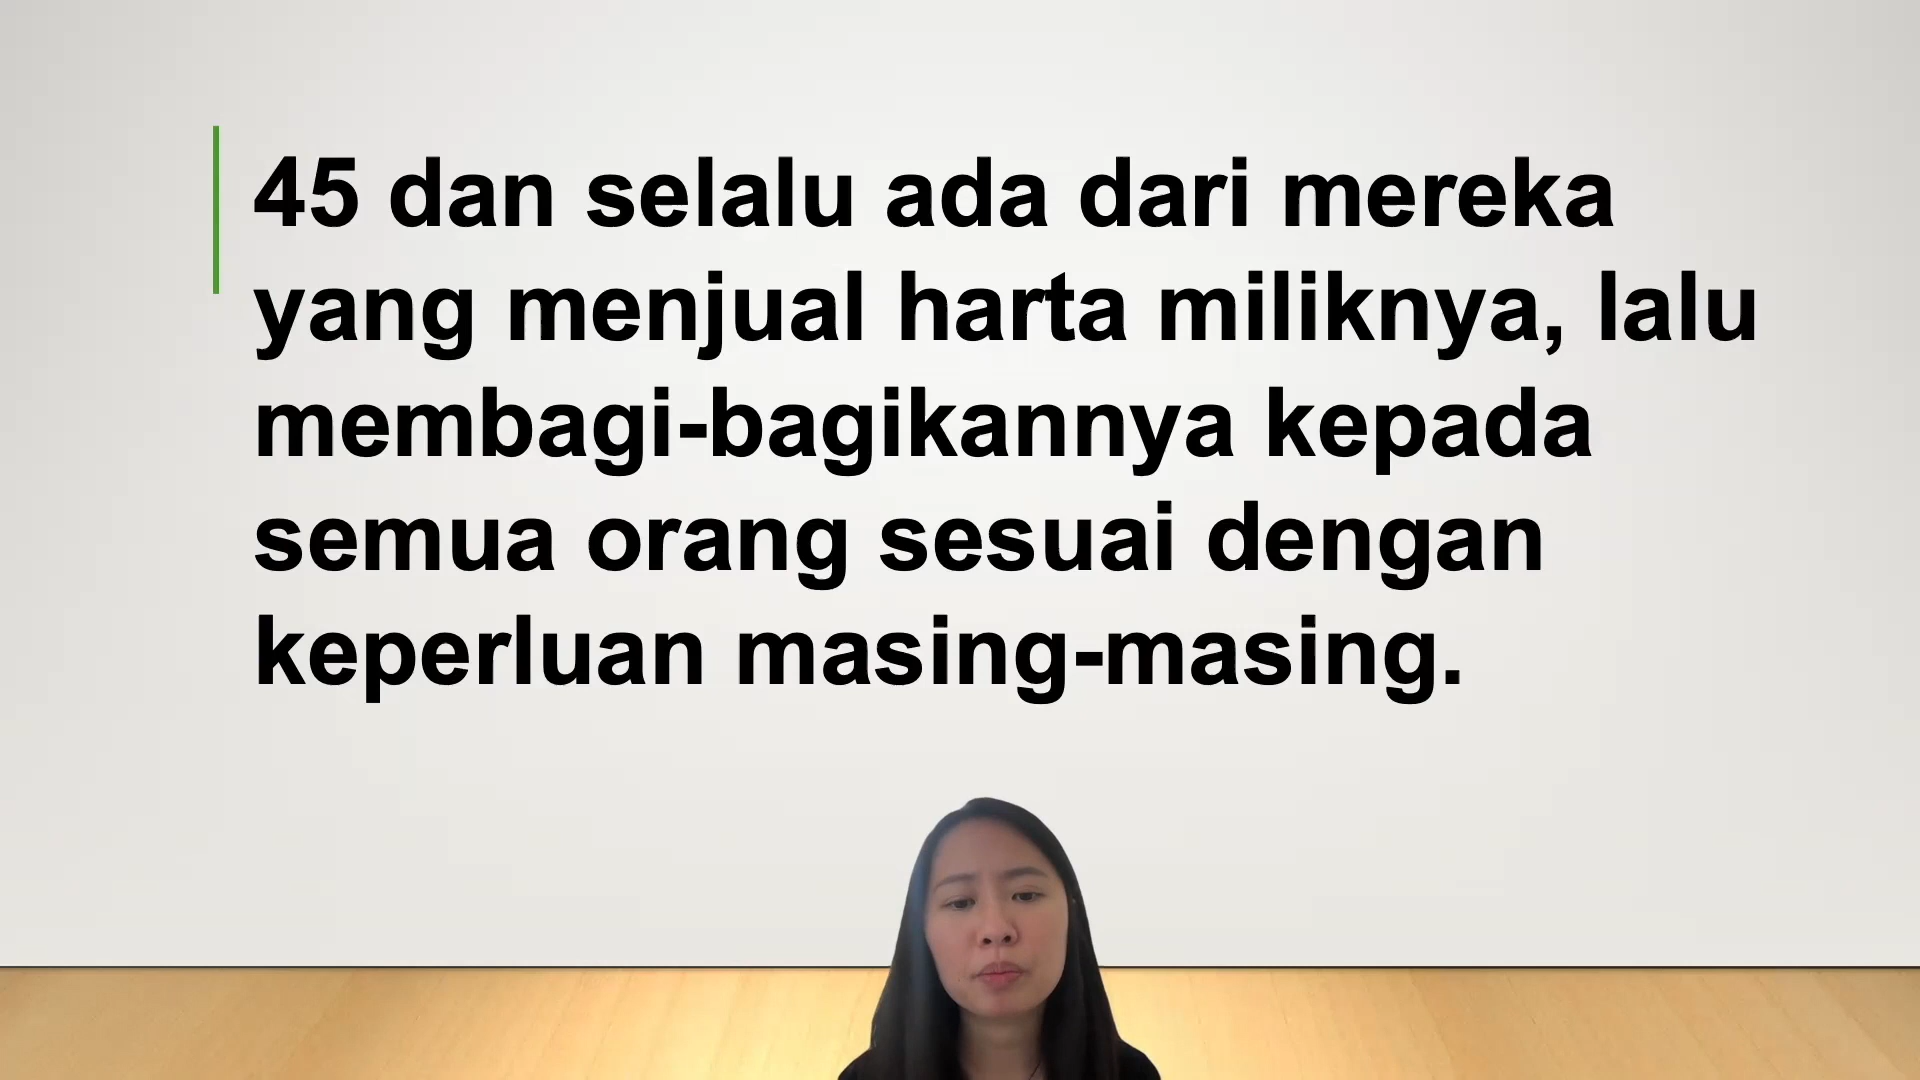 45 dan selalu ada dari mereka
yang menjual harta miliknya, lalu
membagi-bagikannya kepada
semua orang sesuai dengan
keperluan masing-masing.